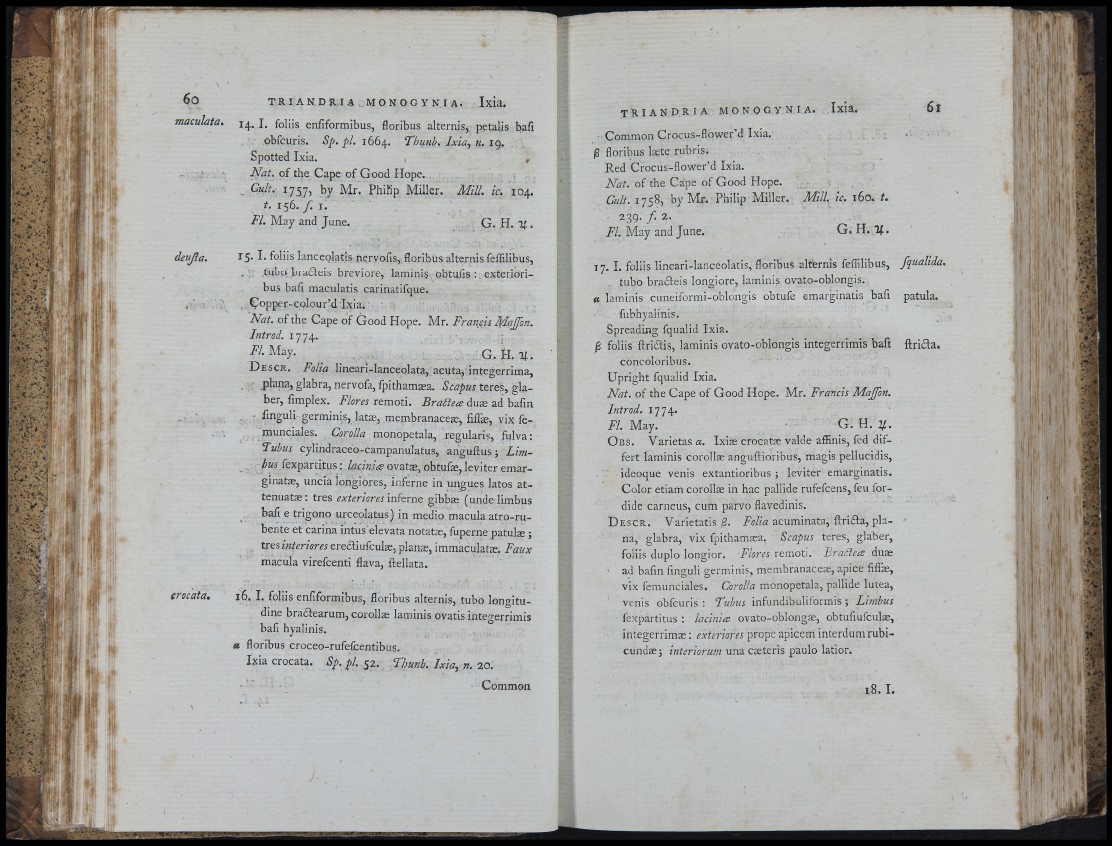 60 TRIANDRIA MONOGYNIA. Ixia.
maculata. 14. I. foliis enſiformibus, floribus alternis, petalis baſi
obſcuris. Sp. pl. 1664. Thunb. Ixia, n. 19.
Spotted Ixia.
Nat. of the Cape of Good Hope.
Cult. 1757, by Mr. Philip Miller. Mill. ic. 104.
t. 156. f. 1.
Fl. May and June. G. H. ♃.
deuſta. 15. I. foliis lanceolatis nervoſis, floribus alternis ſeſſilibus,
tubo bracteis breviore, laminis obtuſis: exteriori-
bus baſi maculatis carinatiſque.
Copper-colour'd Ixia.
Nat. of the Cape of Good Hope. Mr. Francis Maſſon.
Introd. 1774.
Fl. May. G. H. ♃.
DESCR. Folia lineari-lanceolata, acuta, integerrima,
plana, glabra, nervoſa, ſpithamæa. Scapus teres, gla-
ber, ſimplex. Flores remoti. Bracteæ duæ ad baſin
ſinguli germinis, latæ, membranaceæ, fiſſæ, vix ſe-
munciales. Corolla monopetala, regularis, fulva:
Tubus cylindraceo-campanulatus, anguſtus; Lim-
bus ſexpartitus: laciniæ ovatæ, obtuſæ, leviter emar-
ginatæ, uncia longiores, inferne in ungues latos at-
tenuatæ: tres exteriores inferne gibbæ (unde limbus
baſi e trigono urceolatus) in medio macula atro-ru-
bente et carina intus elevata notatæ, ſuperne patulæ;
tres interiores erectiuſculæ, planæ, immaculatæ. Faux
macula vireſcenti flava, ſtellata.
crocata. 16. I. foliis enſiformibus, floribus alternis, tubo longitu-
dine bractearum, corollæ laminis ovatis integerrimis
baſi hyalinis.
α floribus croceo-rufeſcentibus.
Ixia crocata. Sp. pl. 52. Thunb. Ixia, n. 20.
Common
TRIANDRIA MONOGYNIA. Ixia. 61
Common Crocus-flower'd Ixia.
β floribus læte rubris.
Red Crocus-flower'd Ixia.
Nat. of the Cape of Good Hope.
Cult. 1758, by Mr. Philip Miller. Mill. ic. 160. t.
239. f. 2.
Fl. May and June. G. H. ♃.
17. I. foliis lineari-lanceolatis, floribus alternis ſeſſilibus, ſqualida.
tubo bracteis longiore, laminis ovato-oblongis.
α laminis cuneiformi-oblongis obtuſe emarginatis baſi patula.
ſubhyalinis.
Spreading ſqualid Ixia.
β foliis ſtrictis, laminis ovato-oblongis integerrimis baſi ſtricta.
concoloribus.
Upright ſqualid Ixia.
Nat. of the Cape of Good Hope. Mr. Francis Maſſon.
Introd. 1774.
Fl. May. G. H. ♃.
OBS. Varietas α. Ixiæ crocatæ valde affinis, ſed dif-
fert laminis corollæ anguſtioribus, magis pellucidis,
ideoque venis extantioribus; leviter emarginatis.
Color etiam corollæ in hac pallide rufeſcens, ſeu ſor-
dide carneus, cum parvo flavedinis.
DESCR. Varietatis β. Folia acuminata, ſtricta, pla-
na, glabra, vix ſpithamæa. Scapus teres, glaber,
foliis duplo longior. Flores remoti. Bracteæ duæ
ad baſin ſinguli germinis, membranaceæ, apice fiſſæ,
vix ſemunciales. Corolla monopetala, pallide lutea,
venis obſcuris: Tubus infundibuliformis; Limbus
ſexpartitus: laciniæ ovato-oblongæ, obtuſiuſculæ,
integerrimæ: exteriores prope apicem interdum rubi-
cundæ; interiorum una cæteris paulo latior.
18. I.